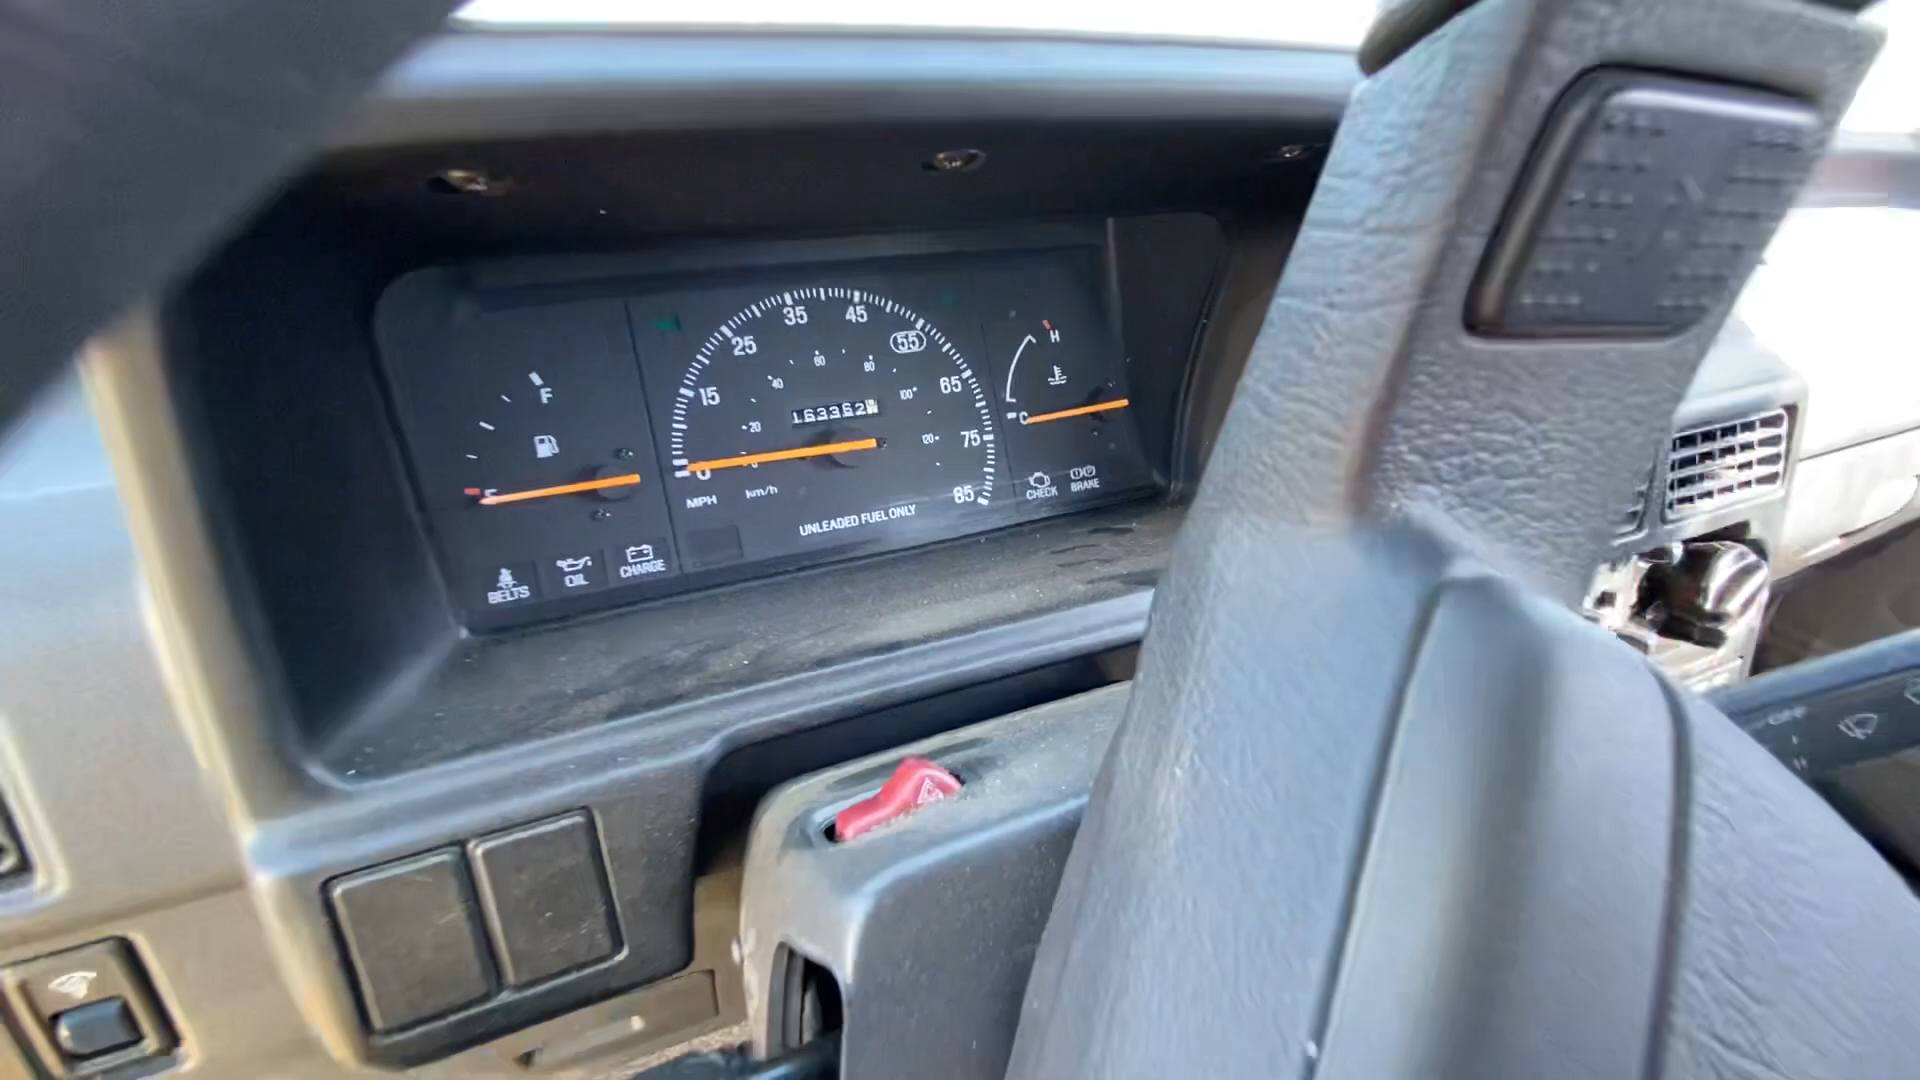 F
E
35 45
25 55
15 65
75
0 85
60
40 80
20 100
120
163362
MPH km/h
UNLEADED FUEL ONLY
H
C
CHECK BRAKE
BELTS OIL CHARGE